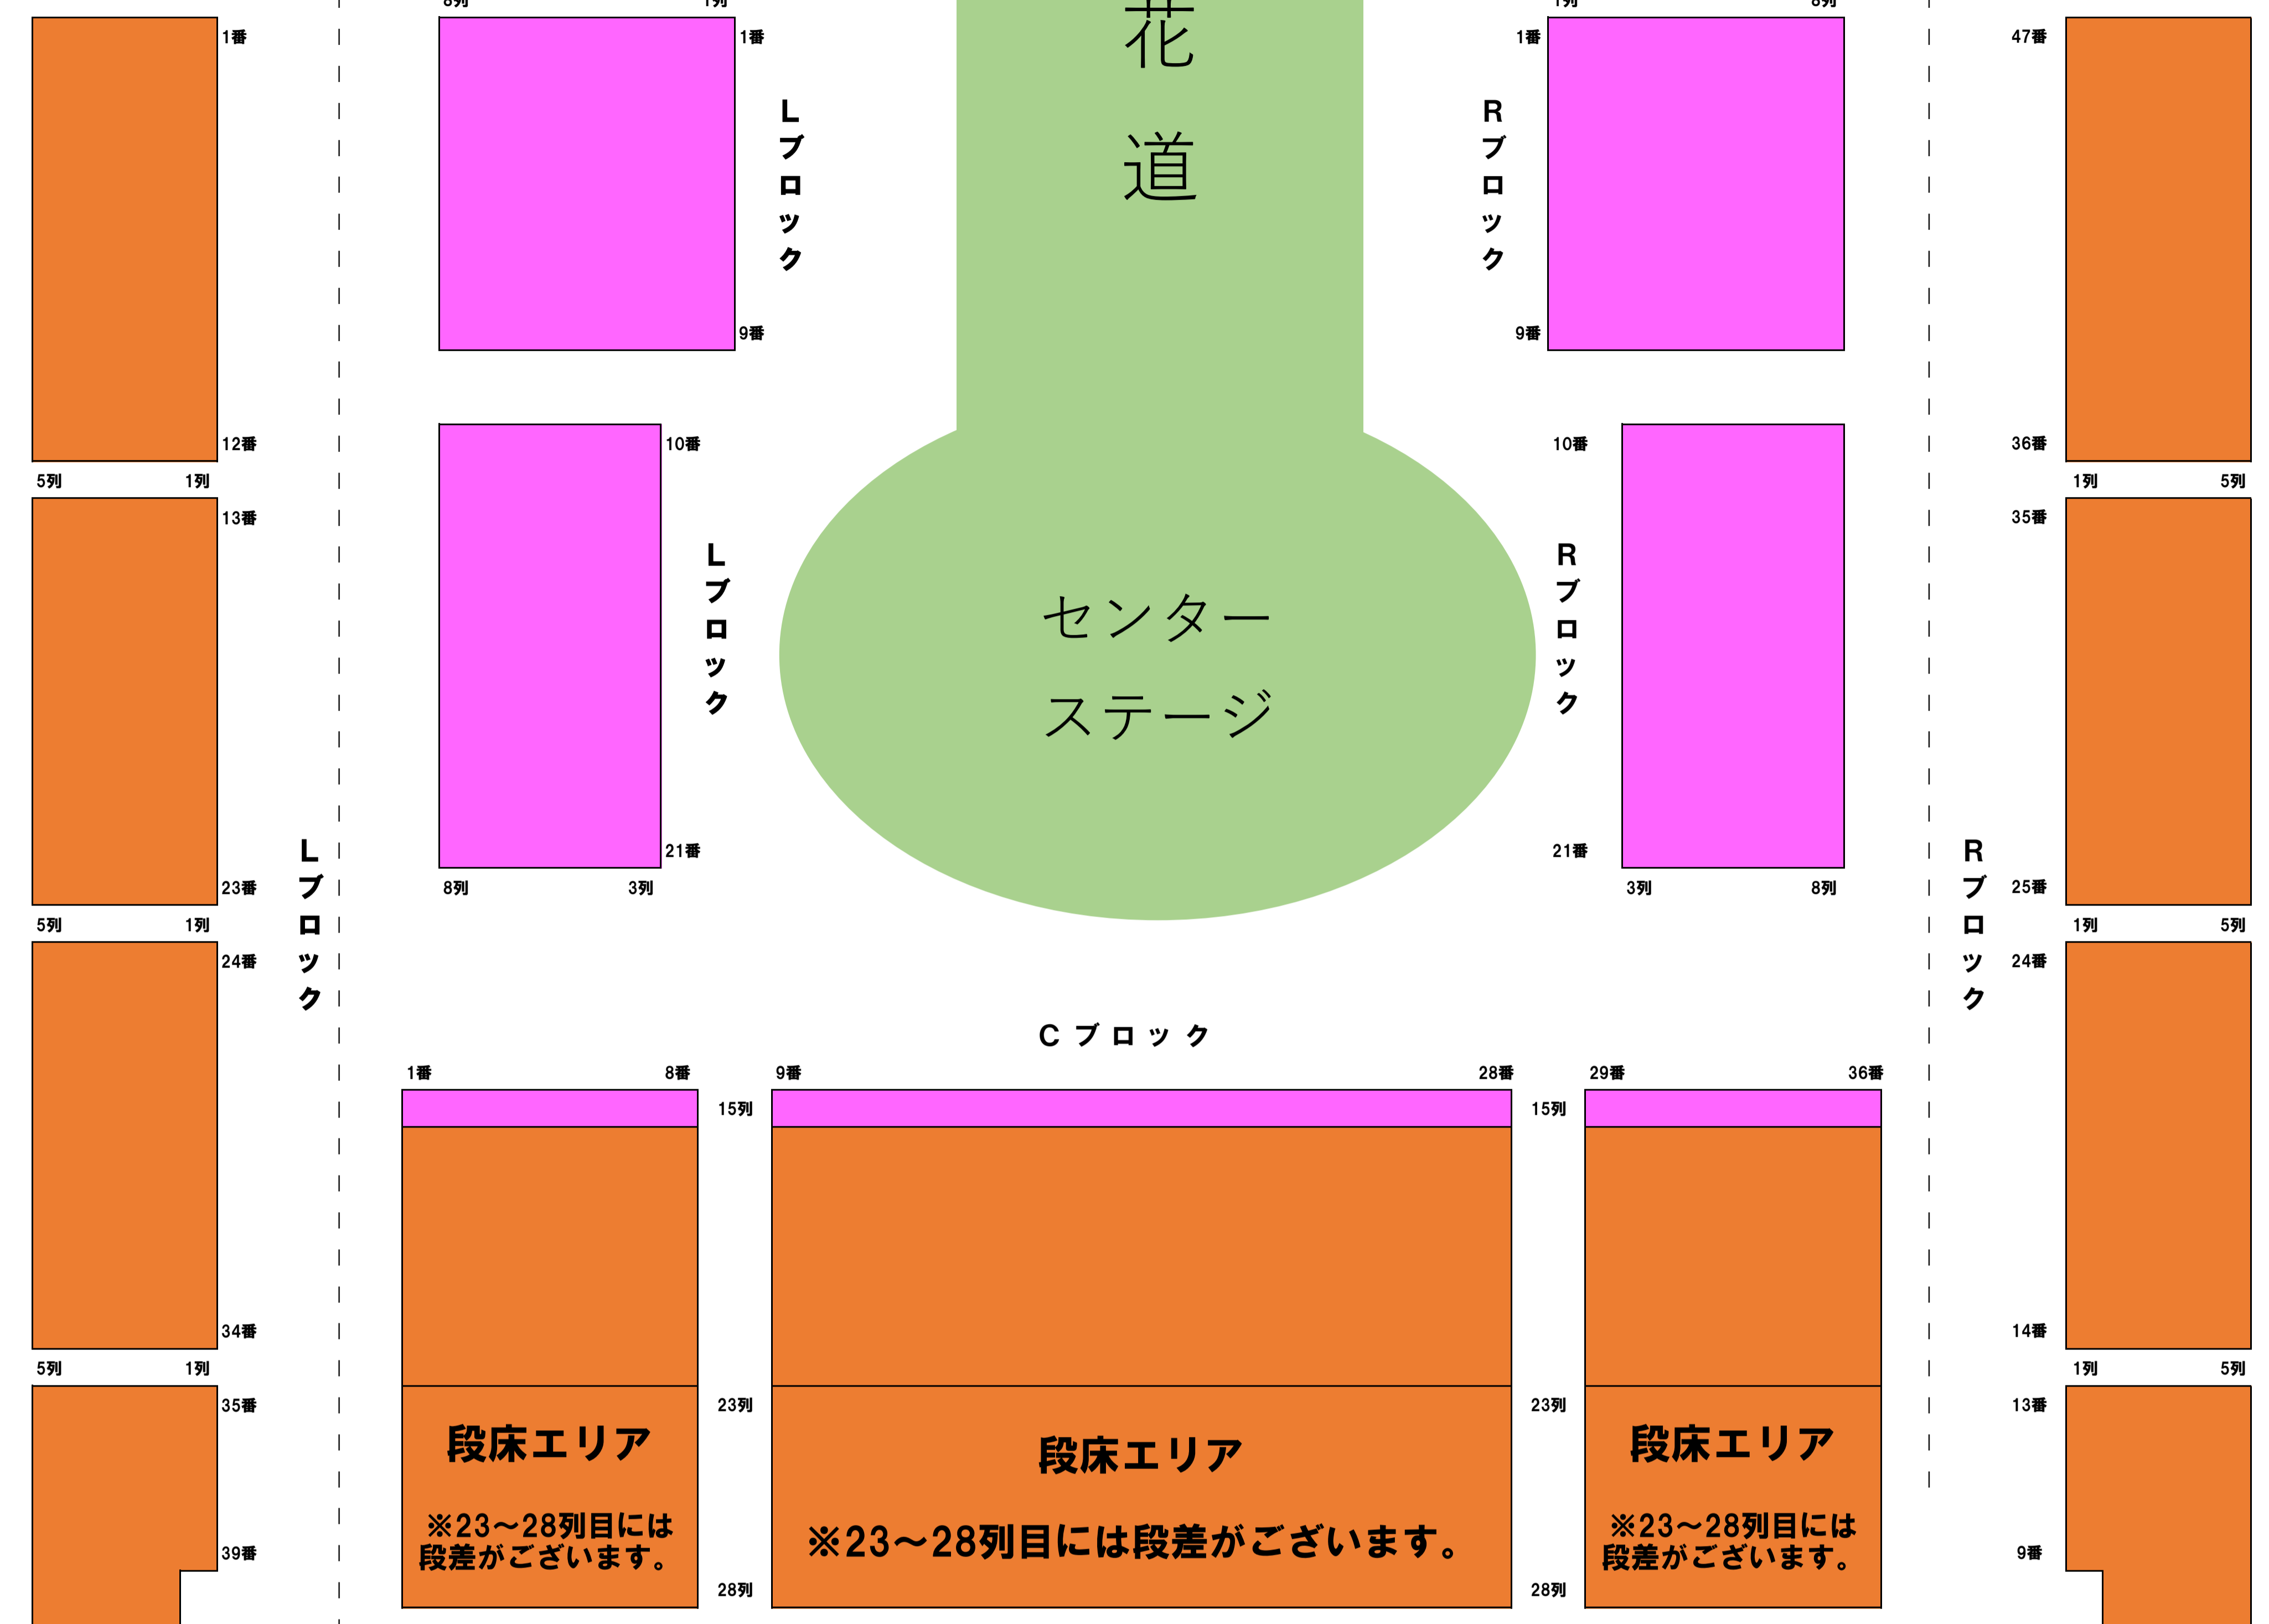 8列
1列
1列
8列
1番
1番
花道
1番
47番
Lブロック
Rブロック
9番
9番
12番
10番
10番
36番
5列
1列
1列
5列
13番
35番
Lブロック
センター
ステージ
Rブロック
21番
21番
Lブロック
Rブロック
23番
8列
3列
3列
8列
25番
5列
1列
1列
5列
24番
24番
Cブロック
1番
8番
9番
28番
29番
36番
15列
15列
34番
14番
5列
1列
1列
5列
35番
23列
23列
13番
段床エリア
※23～28列目には
段差がございます。
段床エリア
※23～28列目には段差がございます。
段床エリア
※23～28列目には
段差がございます。
39番
9番
28列
28列